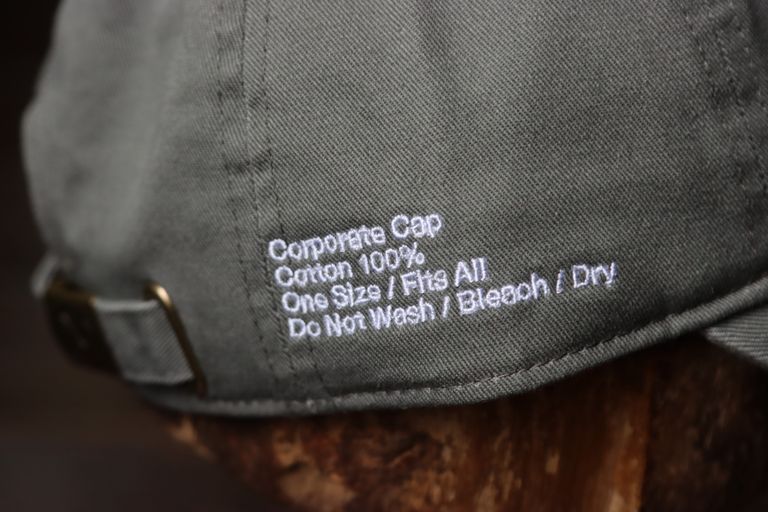 Corporate Cap
Cotton 100%
One Size / Fits All
Do Not Wash / Bleach / Dry